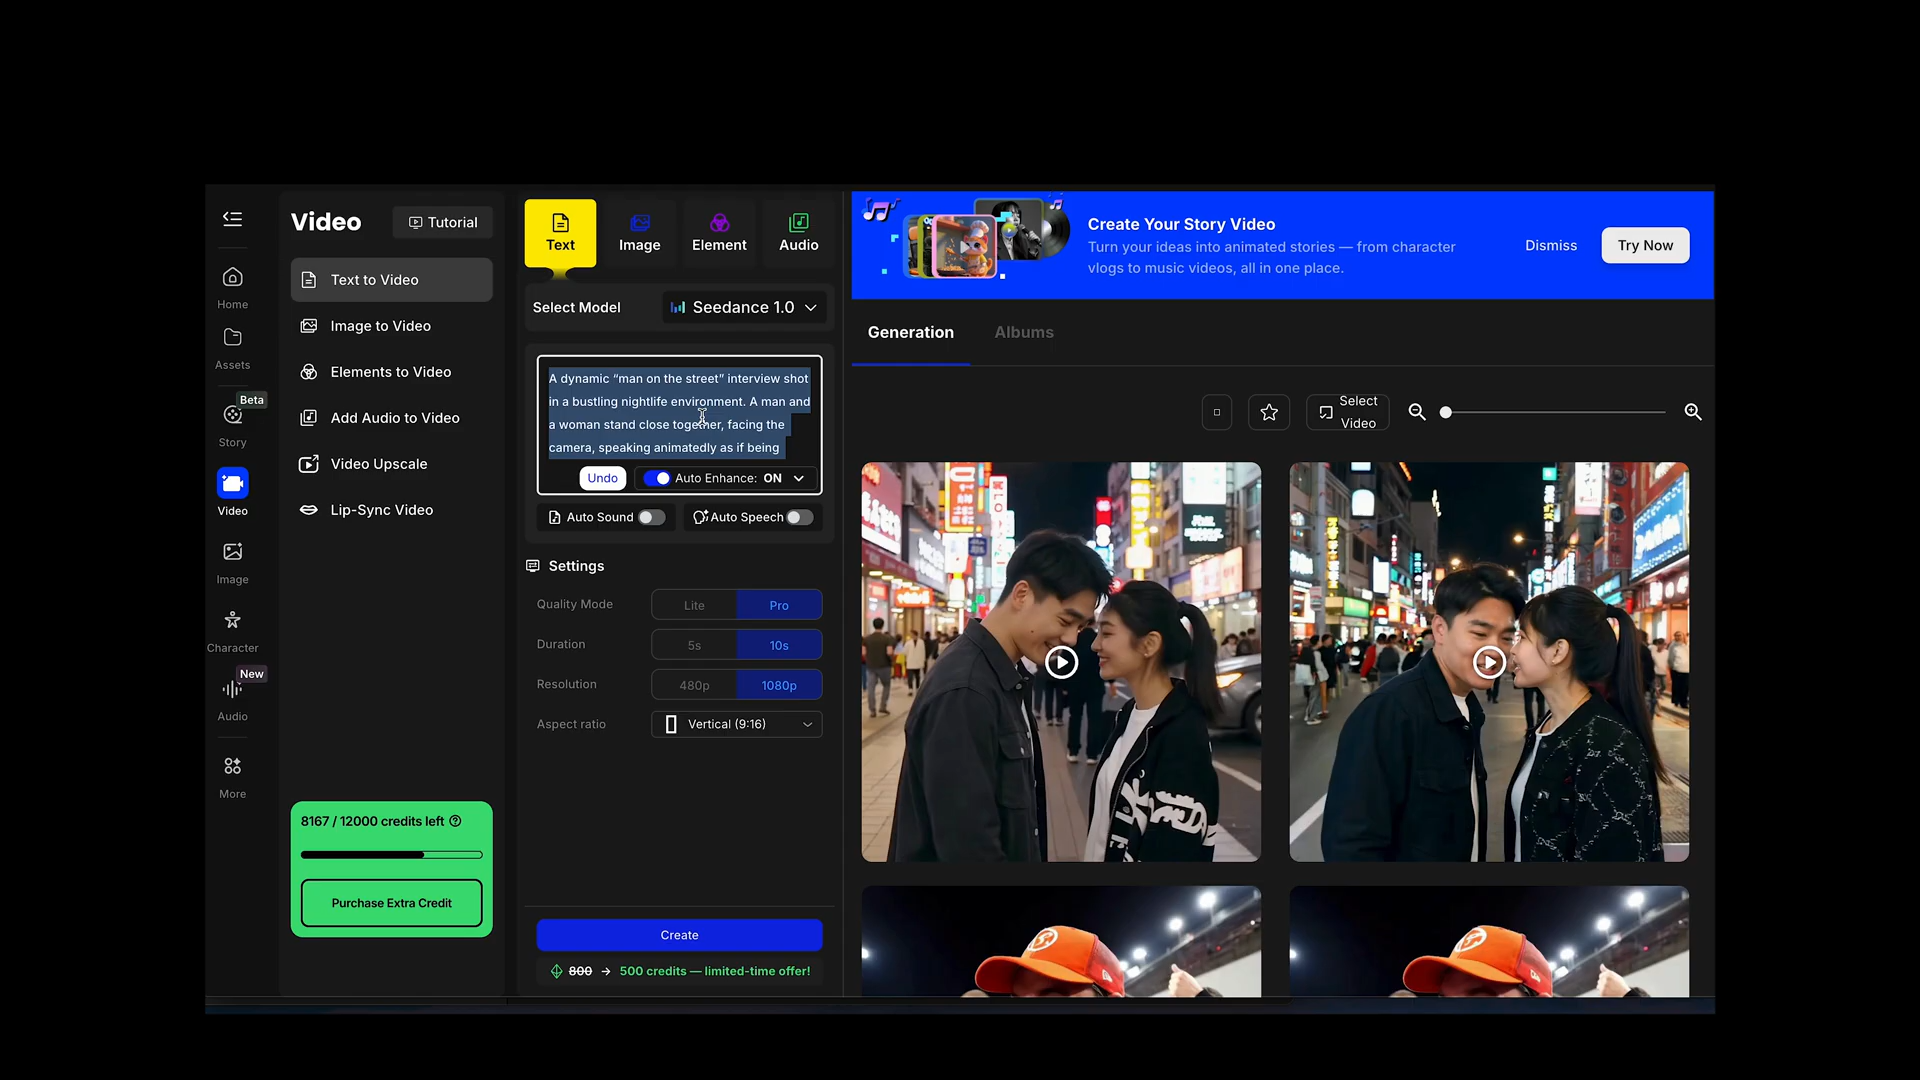 Home
Assets
Beta
Story
Video
Image
Character
New
Audio
More
Video
Tutorial
Text to Video
Image to Video
Elements to Video
Add Audio to Video
Video Upscale
Lip-Sync Video
8167 / 12000 credits left
Purchase Extra Credit
Text
Image
Element
Audio
Select Model
Seedance 1.0
A dynamic “man on the street” interview shot
in a bustling nightlife environment. A man and
a woman stand close together, facing the
camera, speaking animatedly as if being
Undo
Auto Enhance: ON
Auto Sound
Auto Speech
Settings
Quality Mode
Lite
Pro
Duration
5s
10s
Resolution
480p
1080p
Aspect ratio
Vertical (9:16)
Create
800 → 500 credits — limited-time offer!
Create Your Story Video
Turn your ideas into animated stories — from character
vlogs to music videos, all in one place.
Dismiss
Try Now
Generation
Albums
Select
Video